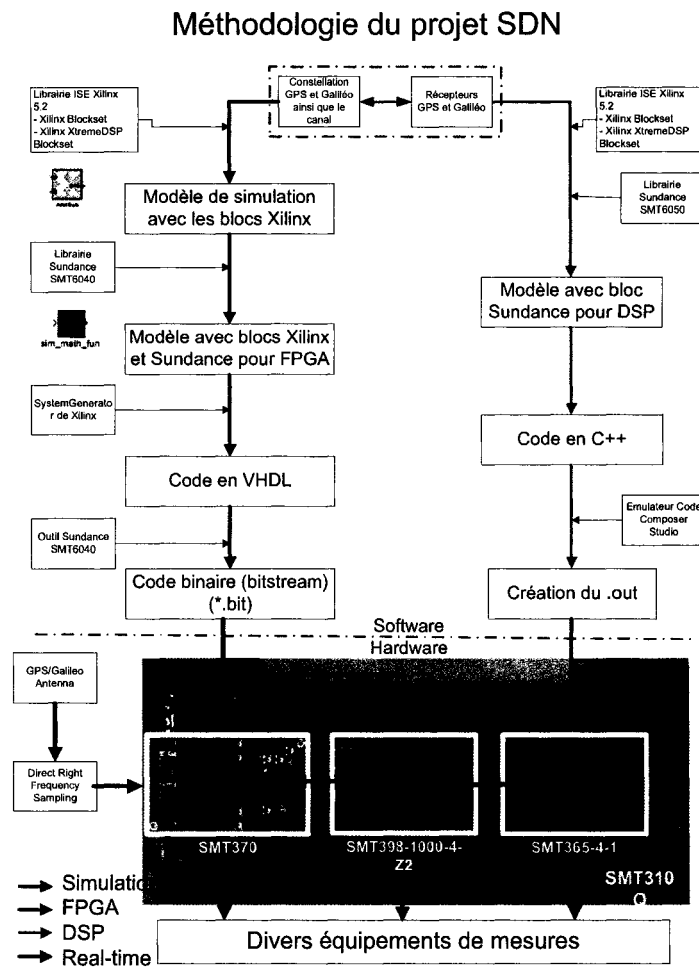 Méthodologie du projet SDN
Librairie ISE Xilinx
5.2
- Xilinx Blockset
- Xilinx XtremeDSP
Blockset
Constellation
GPS et Galiléo
ainsi que le
canal
Récepteurs
GPS et Galiléo
Librairie ISE Xilinx
5.2
- Xilinx Blockset
- Xilinx XtremeDSP
Blockset
Modèle de simulation
avec les blocs Xilinx
Librairie
Sundance
SMT6050
Librairie
Sundance
SMT6040
Modèle avec bloc
Sundance pour DSP
sim_math_fun
Modèle avec blocs Xilinx
et Sundance pour FPGA
SystemGenerato
r de Xilinx
Code en C++
Code en VHDL
Emulateur Code
Composer
Studio
Outil Sundance
SMT6040
Code binaire (bitstream)
(*.bit)
Création du .out
Software
Hardware
GPS/Galileo
Antenna
Direct Right
Frequency
Sampling
SMT370
SMT398-1000-4-
Z2
SMT365-4-1
SMT310
Q
Simulatio
FPGA
DSP
Real-time
Divers équipements de mesures